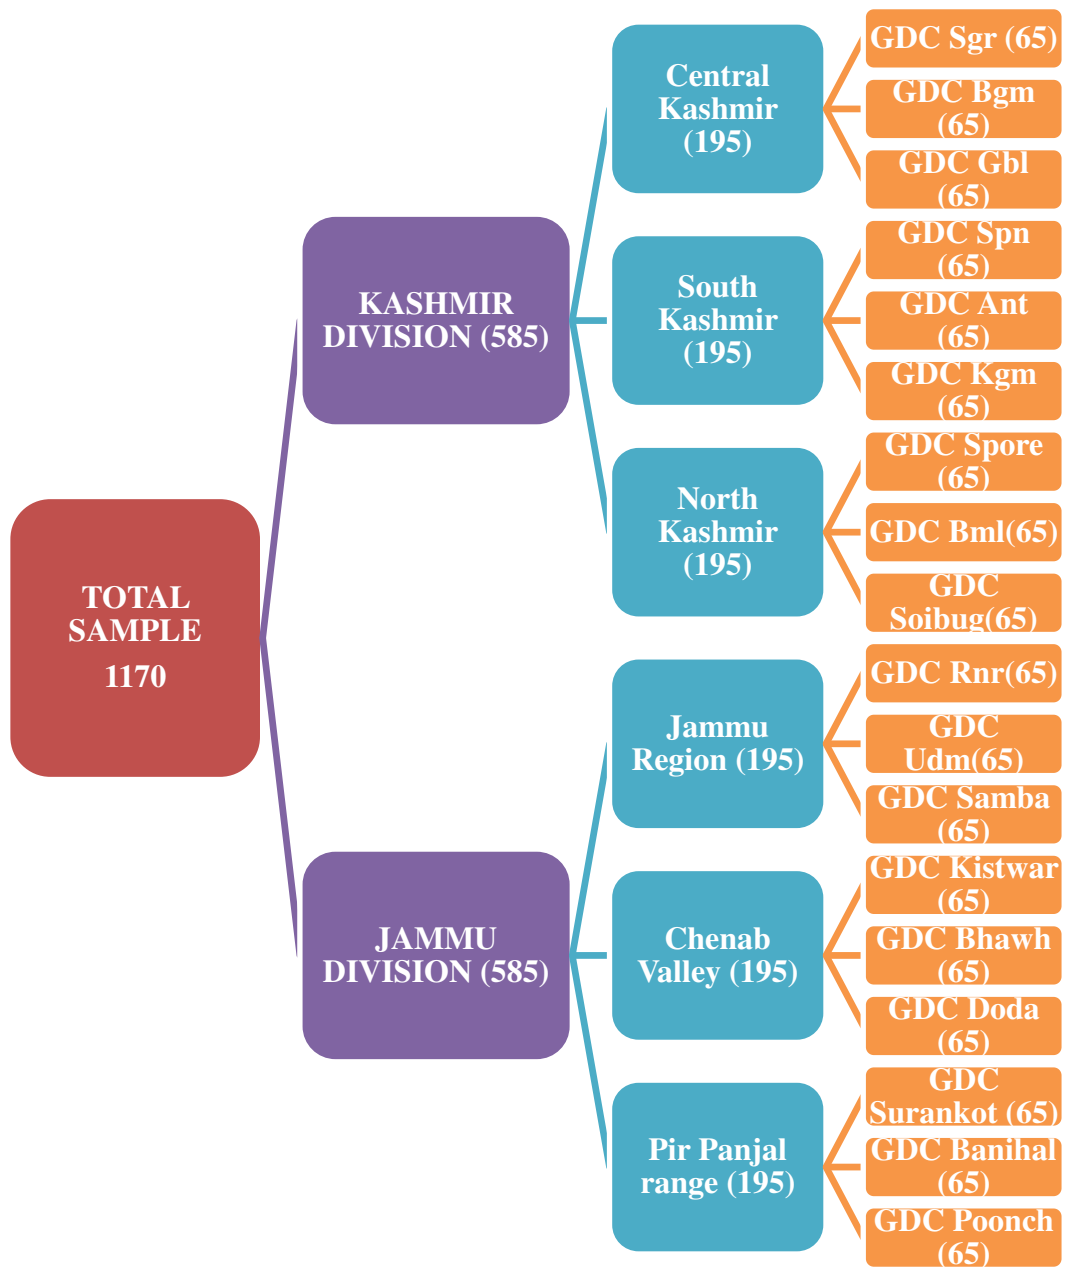 TOTAL
SAMPLE
1170
KASHMIR
DIVISION (585)
Central
Kashmir
(195)
GDC Sgr (65)
GDC Bgm
(65)
GDC Gbl
(65)
South
Kashmir
(195)
GDC Spn
(65)
GDC Ant
(65)
GDC Kgm
(65)
North
Kashmir
(195)
GDC Spore
(65)
GDC Bml(65)
GDC
Soibug(65)
JAMMU
DIVISION (585)
Jammu
Region (195)
GDC Rnr(65)
GDC
Udm(65)
GDC Samba
(65)
Chenab
Valley (195)
GDC Kistwar
(65)
GDC Bhawh
(65)
GDC Doda
(65)
Pir Panjal
range (195)
GDC
Surankot (65)
GDC Banihal
(65)
GDC Poonch
(65)